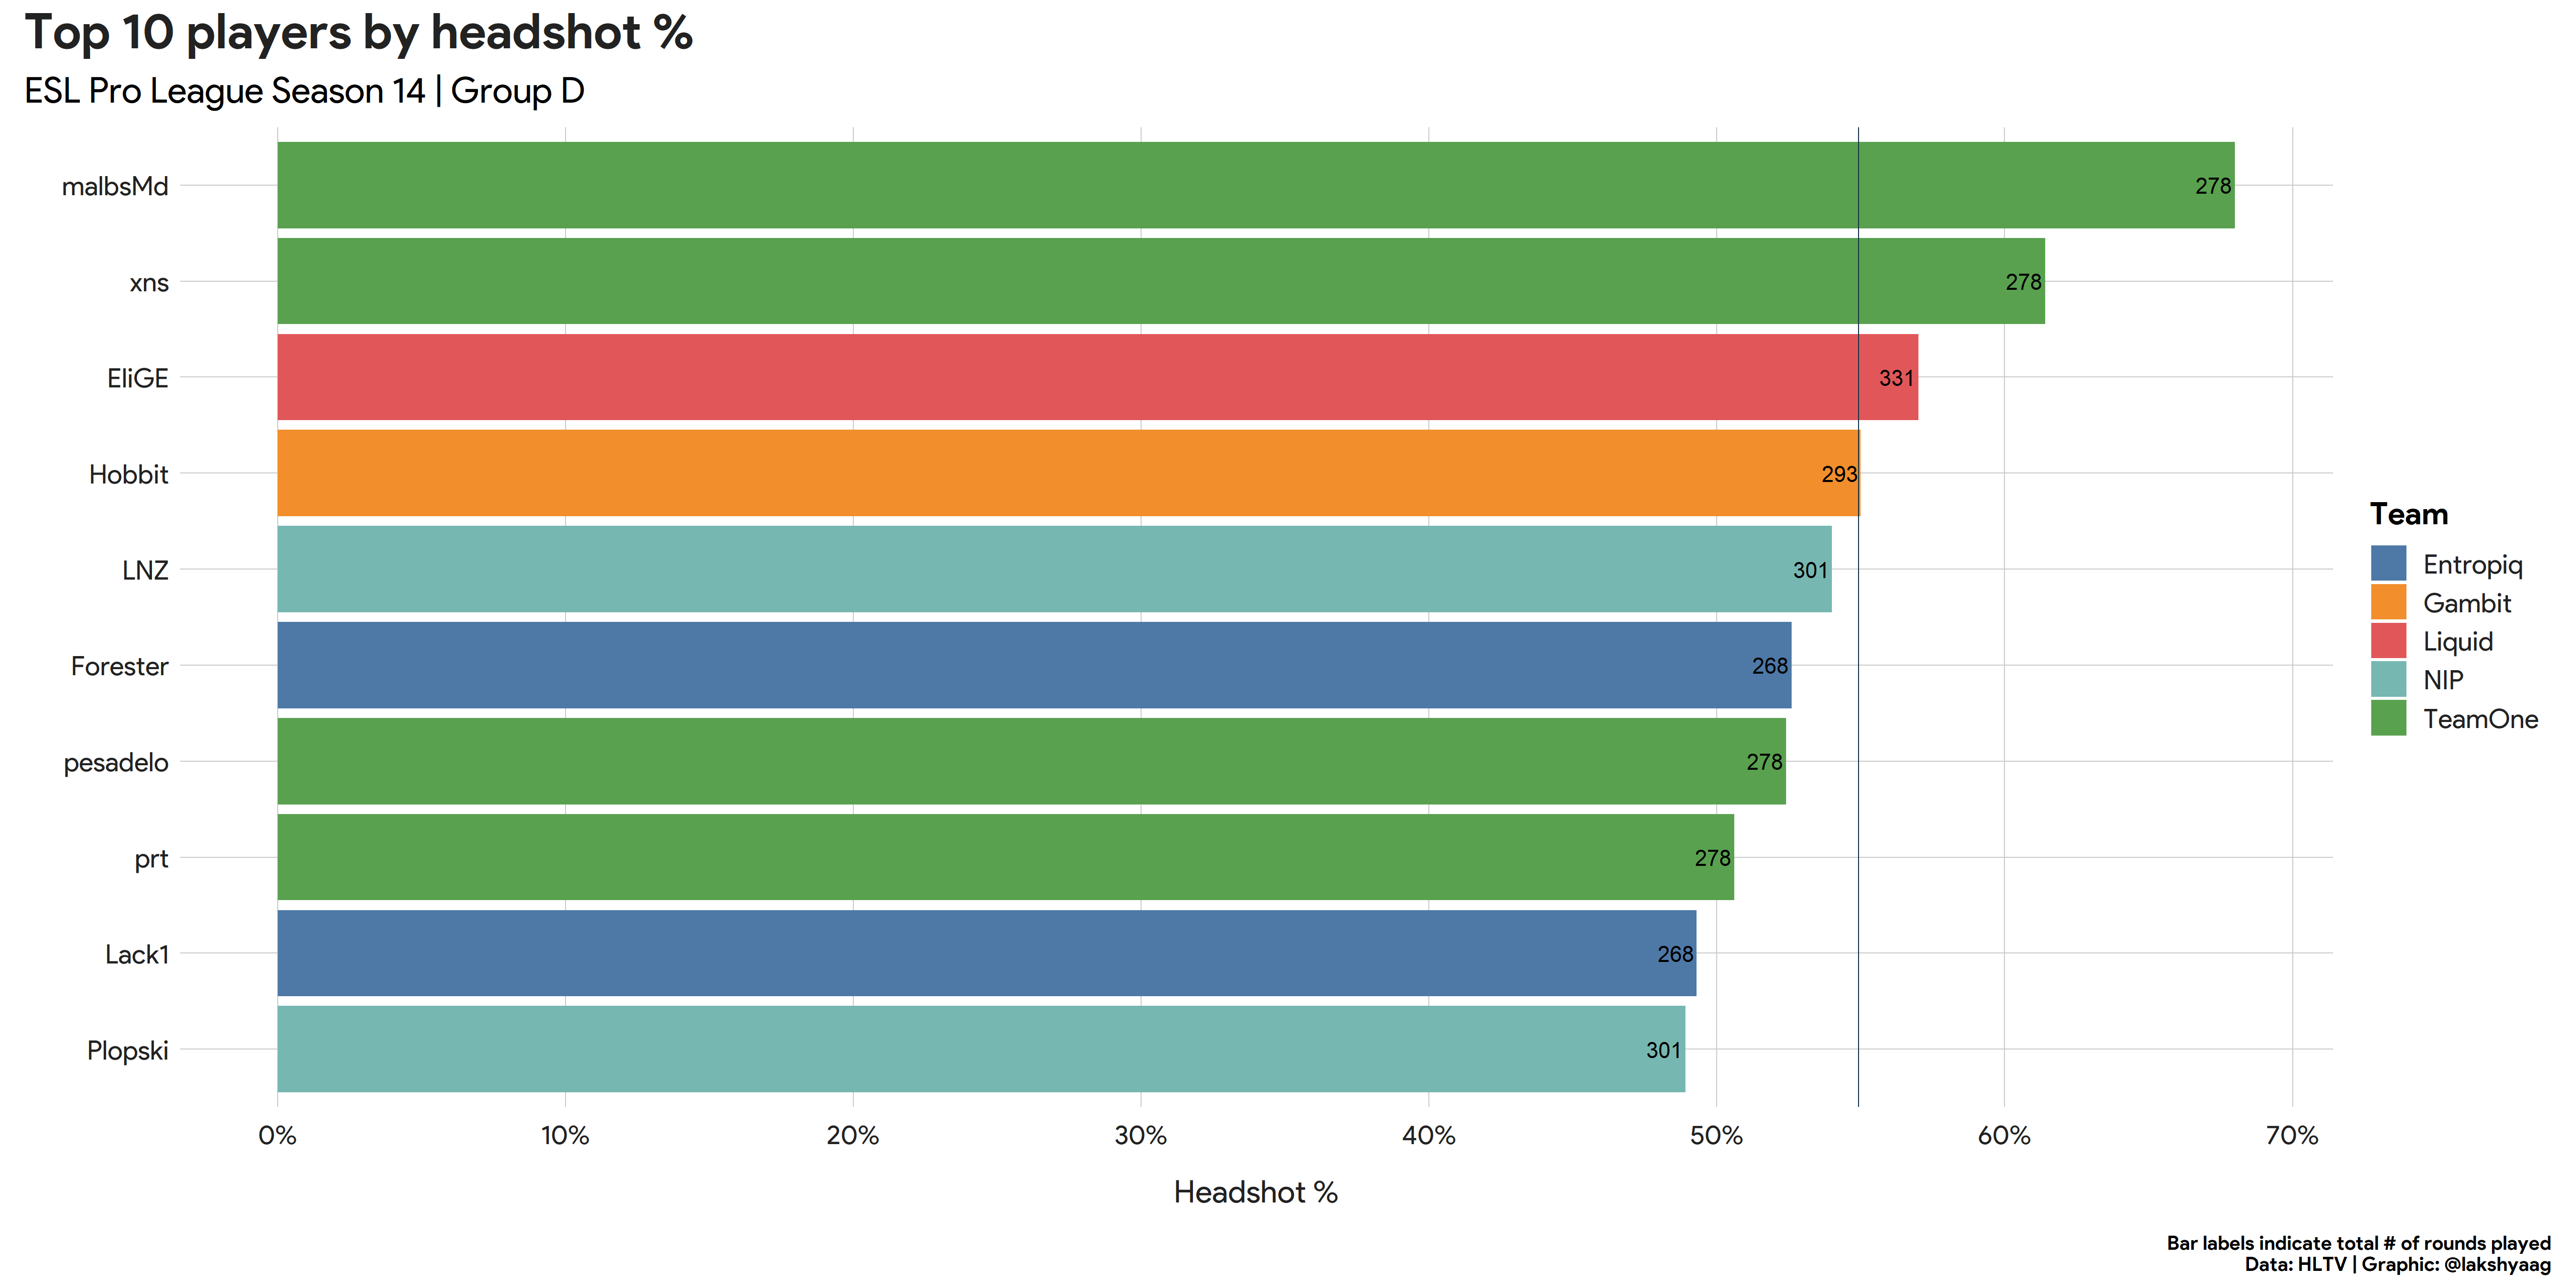 Top 10 players by headshot %
ESL Pro League Season 14 | Group D
malbsMd 278
xns 278
EliGE 331
Hobbit 293
LNZ 301
Forester 268
pesadelo 278
prt 278
Lack1 268
Plopski 301
0% 10% 20% 30% 40% 50% 60% 70%
Headshot %
Team
Entropiq
Gambit
Liquid
NIP
TeamOne
Bar labels indicate total # of rounds played
Data: HLTV | Graphic: @lakshyaag